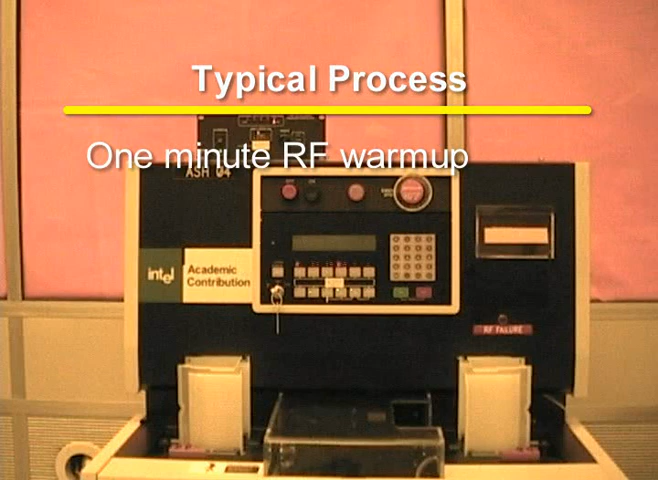 Typical Process
One minute RF warmup
ASH 04
intel
Academic
Contribution
RF FAILURE